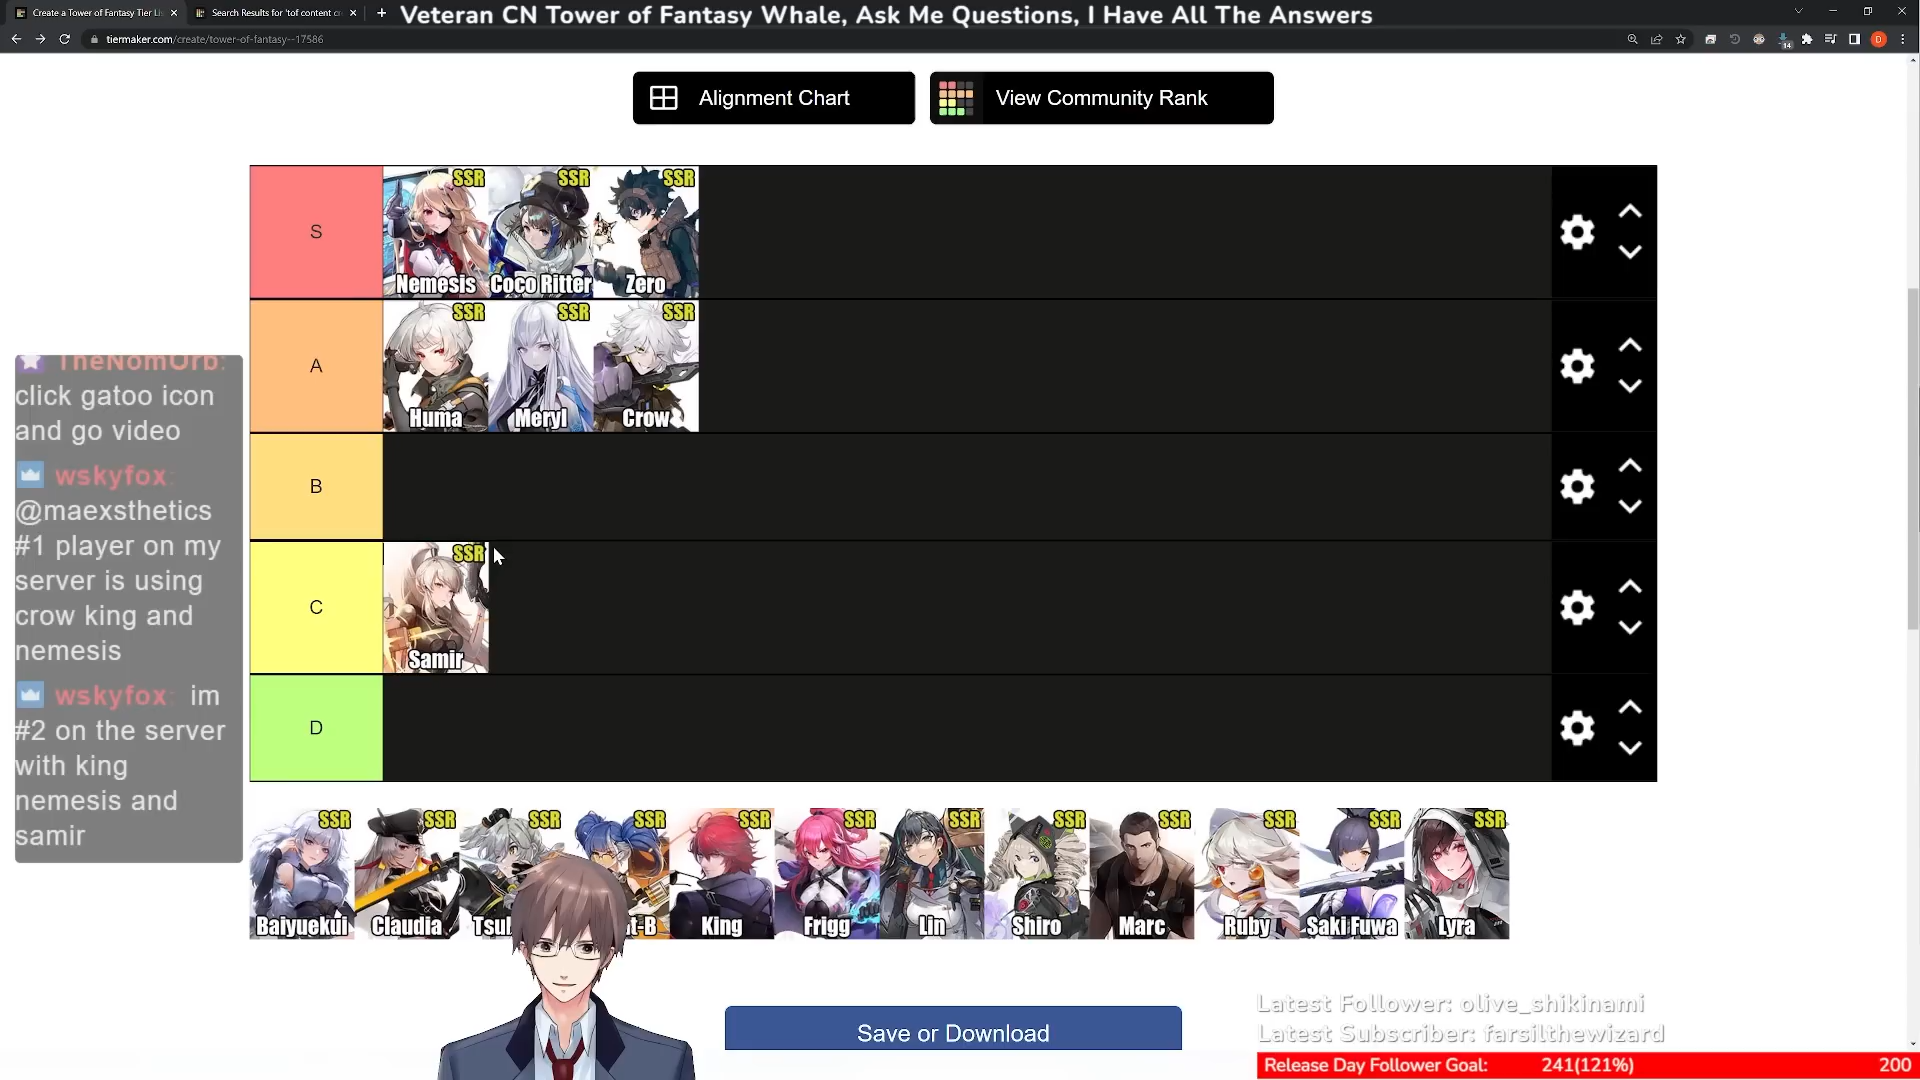 Create a Tower of Fantasy Tier Li
Search Results for 'tof content cr
Veteran CN Tower of Fantasy Whale, Ask Me Questions, I Have All The Answers
tiermaker.com/create/tower-of-fantasy--17586
14
D
Alignment Chart
View Community Rank
S
SSR
Nemesis
SSR
Coco Ritter
SSR
Zero
A
SSR
Huma
SSR
Meryl
SSR
Crow
B
C
SSR
Samir
D
TheNomOrb:
click gatoo icon
and go video
wskyfox:
@maexsthetics
#1 player on my
server is using
crow king and
nemesis
wskyfox: im
#2 on the server
with king
nemesis and
samir
SSR
Baiyuekui
SSR
Claudia
SSR
Tsu
SSR
t-B
SSR
King
SSR
Frigg
SSR
Lin
SSR
Shiro
SSR
Marc
SSR
Ruby
SSR
Saki Fuwa
SSR
Lyra
Save or Download
Latest Follower: olive_shikinami
Latest Subscriber: farsilthewizard
Release Day Follower Goal: 241(121%) 200